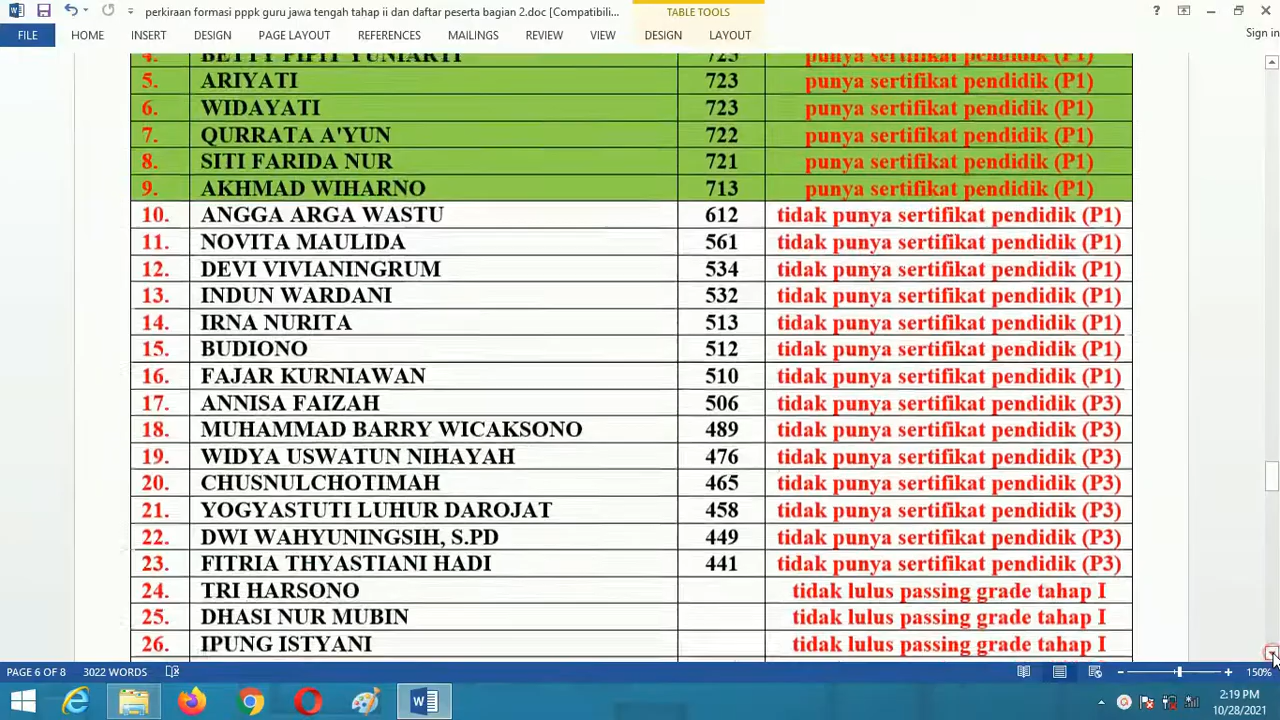 perkiraan formasi pppk guru jawa tengah tahap ii dan daftar peserta bagian 2.doc [Compatibili...
TABLE TOOLS
?
FILE HOME INSERT DESIGN PAGE LAYOUT REFERENCES MAILINGS REVIEW VIEW DESIGN LAYOUT
Sign in
4. BETTY PIPIT YUNIARTI 723 punya sertifikat pendidik (P1)
5. ARIYATI 723 punya sertifikat pendidik (P1)
6. WIDAYATI 723 punya sertifikat pendidik (P1)
7. QURRATA A'YUN 722 punya sertifikat pendidik (P1)
8. SITI FARIDA NUR 721 punya sertifikat pendidik (P1)
9. AKHMAD WIHARNO 713 punya sertifikat pendidik (P1)
10. ANGGA ARGA WASTU 612 tidak punya sertifikat pendidik (P1)
11. NOVITA MAULIDA 561 tidak punya sertifikat pendidik (P1)
12. DEVI VIVIANINGRUM 534 tidak punya sertifikat pendidik (P1)
13. INDUN WARDANI 532 tidak punya sertifikat pendidik (P1)
14. IRNA NURITA 513 tidak punya sertifikat pendidik (P1)
15. BUDIONO 512 tidak punya sertifikat pendidik (P1)
16. FAJAR KURNIAWAN 510 tidak punya sertifikat pendidik (P1)
17. ANNISA FAIZAH 506 tidak punya sertifikat pendidik (P3)
18. MUHAMMAD BARRY WICAKSONO 489 tidak punya sertifikat pendidik (P3)
19. WIDYA USWATUN NIHAYAH 476 tidak punya sertifikat pendidik (P3)
20. CHUSNULCHOTIMAH 465 tidak punya sertifikat pendidik (P3)
21. YOGYASTUTI LUHUR DAROJAT 458 tidak punya sertifikat pendidik (P3)
22. DWI WAHYUNINGSIH, S.PD 449 tidak punya sertifikat pendidik (P3)
23. FITRIA THYASTIANI HADI 441 tidak punya sertifikat pendidik (P3)
24. TRI HARSONO tidak lulus passing grade tahap I
25. DHASI NUR MUBIN tidak lulus passing grade tahap I
26. IPUNG ISTYANI tidak lulus passing grade tahap I
PAGE 6 OF 8 3022 WORDS 150%
2:19 PM
10/28/2021